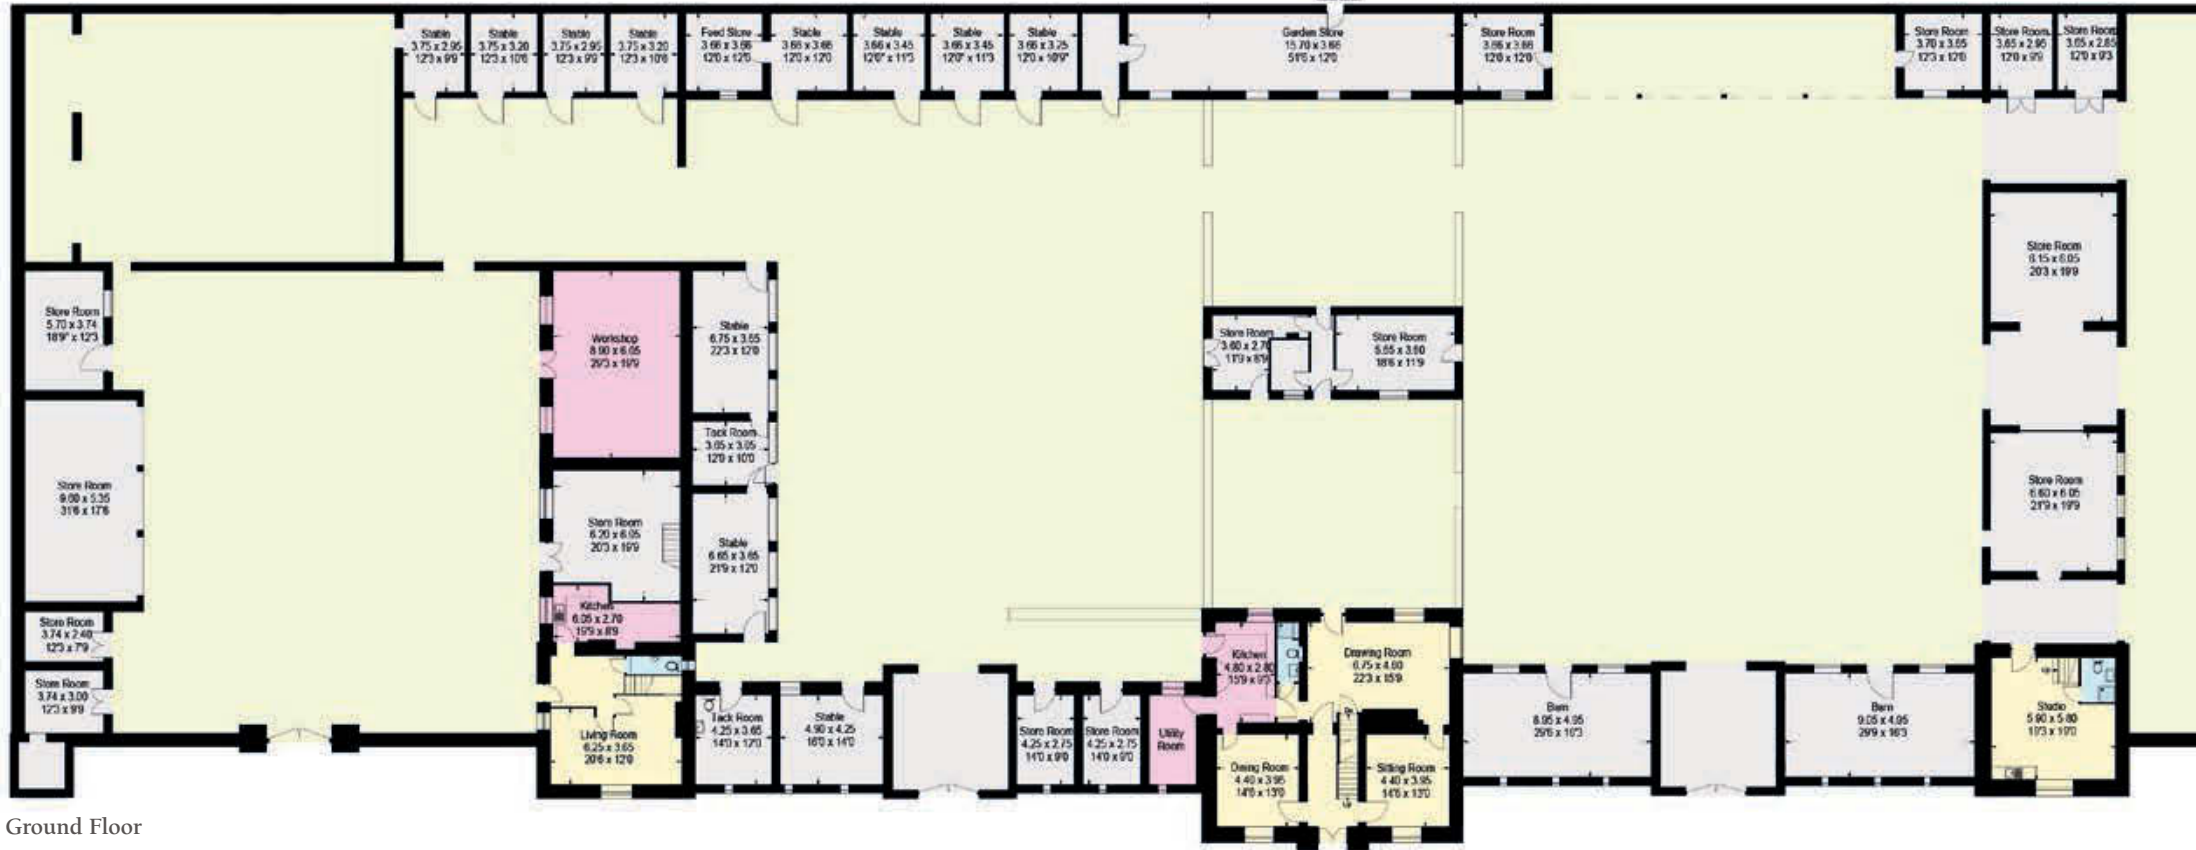 Stable
3.75 x 2.95
12'3 x 9'9
Stable
3.75 x 3.20
12'3 x 10'6
Stable
3.75 x 2.95
12'3 x 9'9
Stable
3.75 x 3.20
12'3 x 10'6
Feed Store
3.66 x 3.66
12'0 x 12'0
Stable
3.66 x 3.66
12'0 x 12'0
Stable
3.66 x 3.45
12'0" x 11'3
Stable
3.66 x 3.45
12'0" x 11'3
Stable
3.66 x 3.25
12'0 x 10'9"
Garden Store
15.70 x 3.66
51'6 x 12'0
Store Room
3.66 x 3.66
12'0 x 12'0
Store Room
3.70 x 3.65
12'3 x 12'0
Store Room
3.65 x 2.95
12'0 x 9'9
Store Room
3.65 x 2.85
12'0 x 9'3
Store Room
6.15 x 6.05
20'3 x 19'9
Store Room
5.70 x 3.74
18'9" x 12'3
Workshop
8.90 x 6.05
29'3 x 19'9
Stable
6.75 x 3.65
22'3 x 12'0
Store Room
3.60 x 2.70
11'9 x 8'9
Store Room
5.65 x 3.60
18'6 x 11'9
Tack Room
3.65 x 3.05
12'0 x 10'0
Store Room
9.60 x 5.35
31'6 x 17'6
Store Room
6.20 x 6.05
20'3 x 19'9
Stable
6.65 x 3.65
21'9 x 12'0
Store Room
6.60 x 6.05
21'9 x 19'9
Kitchen
6.05 x 2.70
19'9 x 8'9
Store Room
3.74 x 2.40
12'3 x 7'9
Store Room
3.74 x 3.00
12'3 x 9'9
Living Room
6.25 x 3.65
20'6 x 12'0
Tack Room
4.25 x 3.65
14'0 x 12'0
Stable
4.90 x 4.25
16'0 x 14'0
Store Room
4.25 x 2.75
14'0 x 9'0
Store Room
4.25 x 2.75
14'0 x 9'0
Utility
Room
Kitchen
4.80 x 2.80
15'9 x 9'3
Drawing Room
6.75 x 4.80
22'3 x 15'9
Dining Room
4.40 x 3.95
14'6 x 13'0
Sitting Room
4.40 x 3.95
14'6 x 13'0
Barn
8.95 x 4.95
29'6 x 16'3
Barn
9.05 x 4.95
29'9 x 16'3
Studio
5.90 x 5.80
19'3 x 19'0
Ground Floor